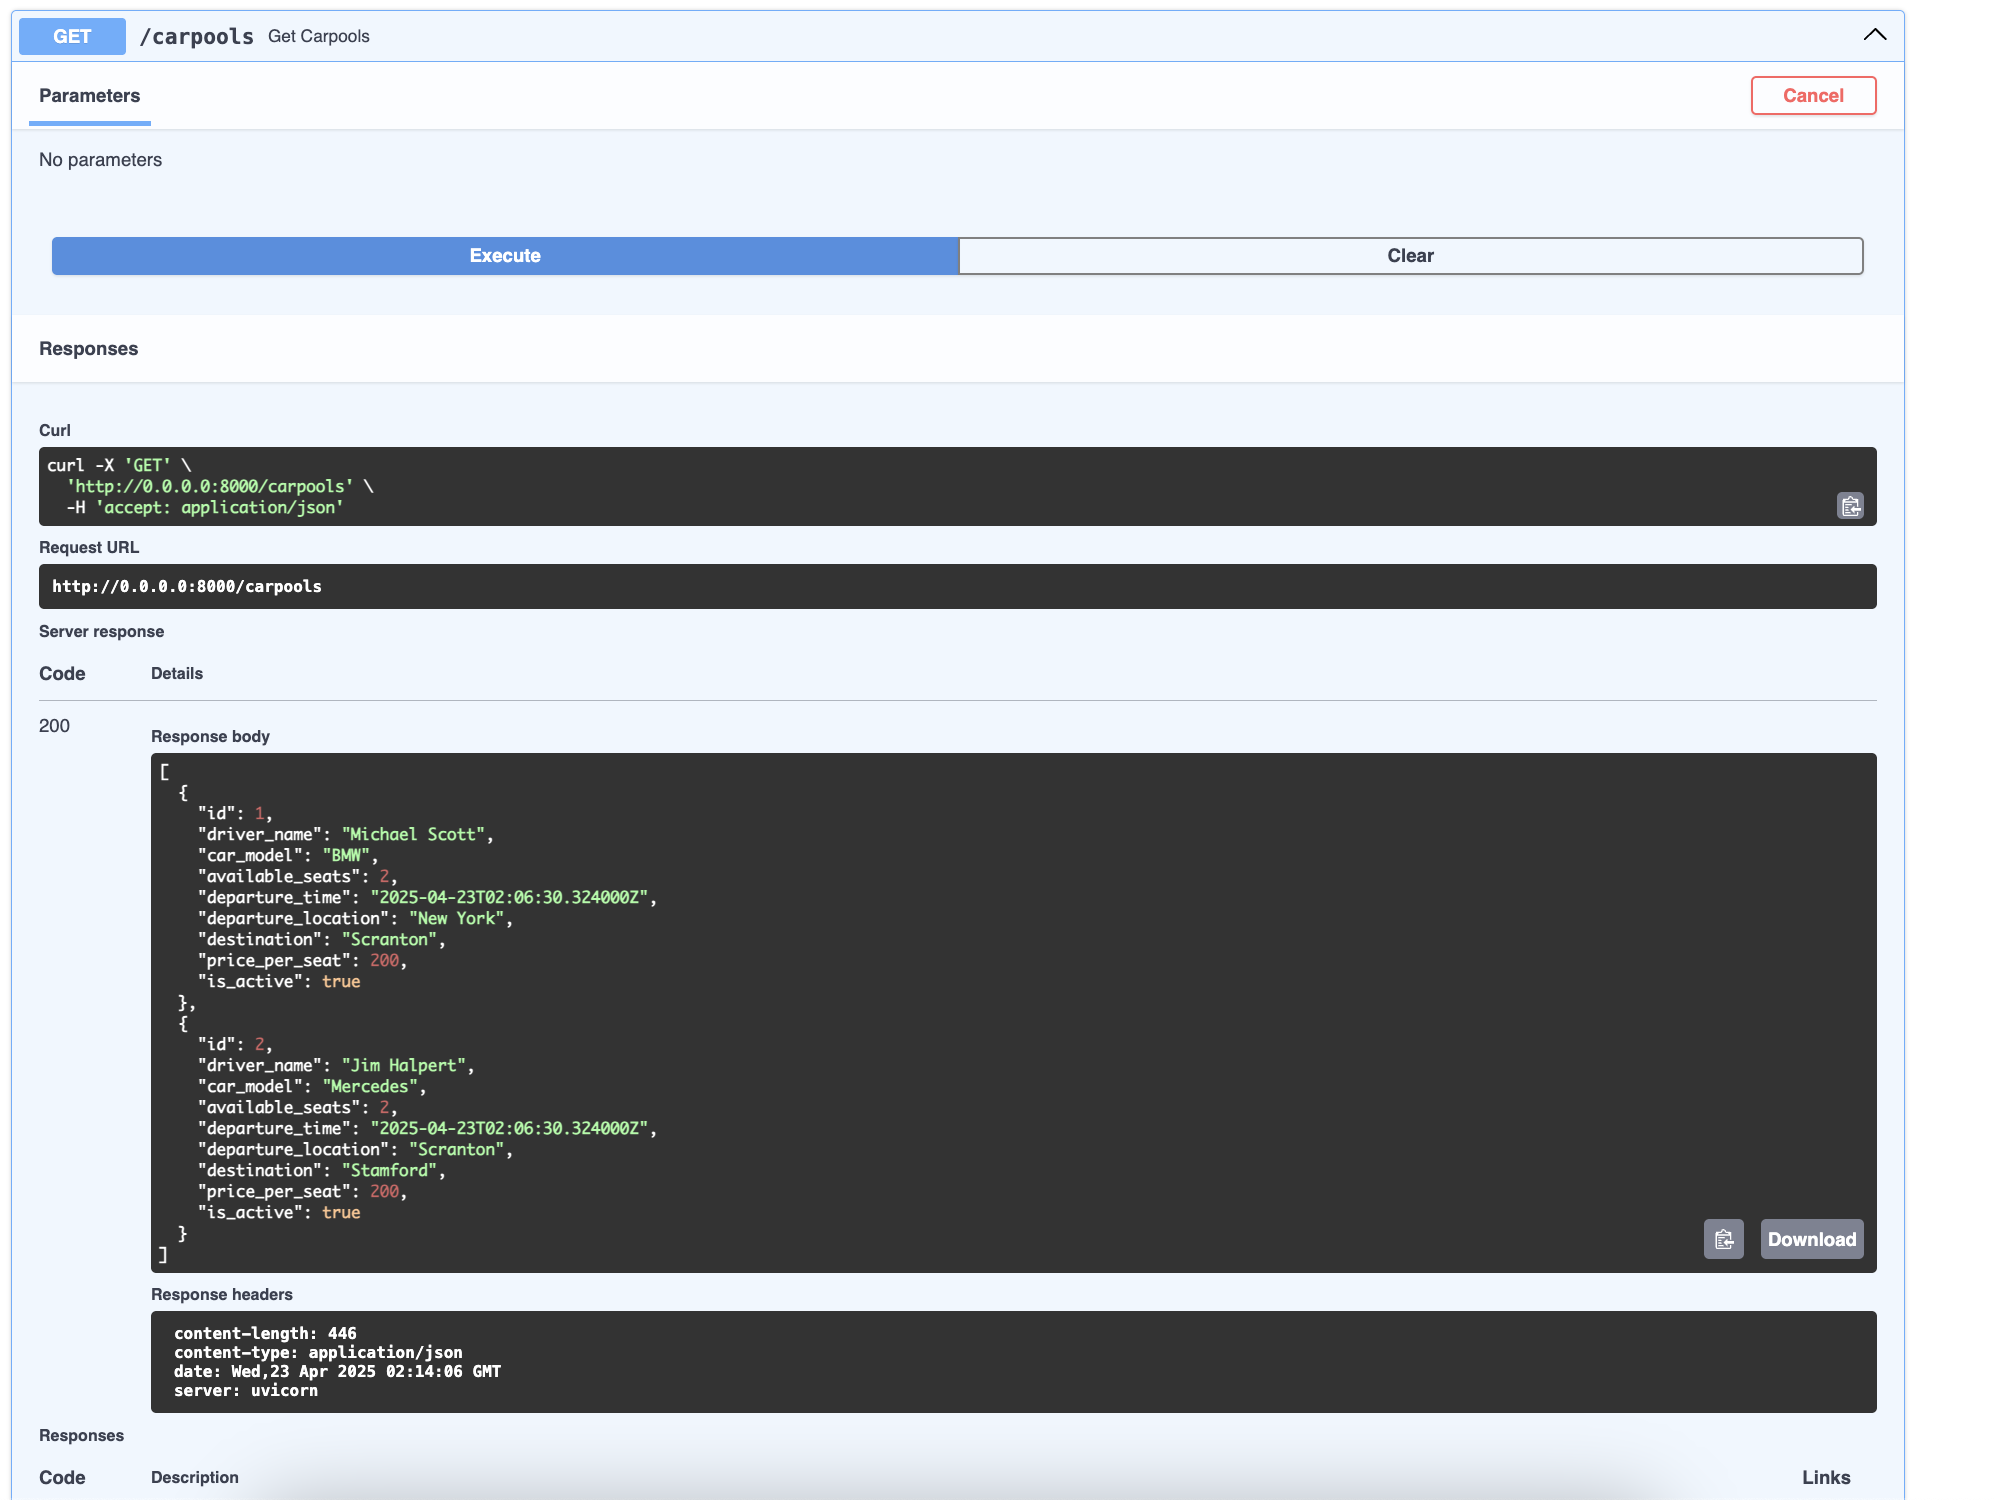 GET /carpools Get Carpools
Parameters
Cancel
No parameters
Execute
Clear
Responses
Curl
curl -X 'GET' \
  'http://0.0.0.0:8000/carpools' \
  -H 'accept: application/json'
Request URL
http://0.0.0.0:8000/carpools
Server response
Code Details
200
Response body
[
  {
    "id": 1,
    "driver_name": "Michael Scott",
    "car_model": "BMW",
    "available_seats": 2,
    "departure_time": "2025-04-23T02:06:30.324000Z",
    "departure_location": "New York",
    "destination": "Scranton",
    "price_per_seat": 200,
    "is_active": true
  },
  {
    "id": 2,
    "driver_name": "Jim Halpert",
    "car_model": "Mercedes",
    "available_seats": 2,
    "departure_time": "2025-04-23T02:06:30.324000Z",
    "departure_location": "Scranton",
    "destination": "Stamford",
    "price_per_seat": 200,
    "is_active": true
  }
]
Download
Response headers
content-length: 446
content-type: application/json
date: Wed,23 Apr 2025 02:14:06 GMT
server: uvicorn
Responses
Code Description Links